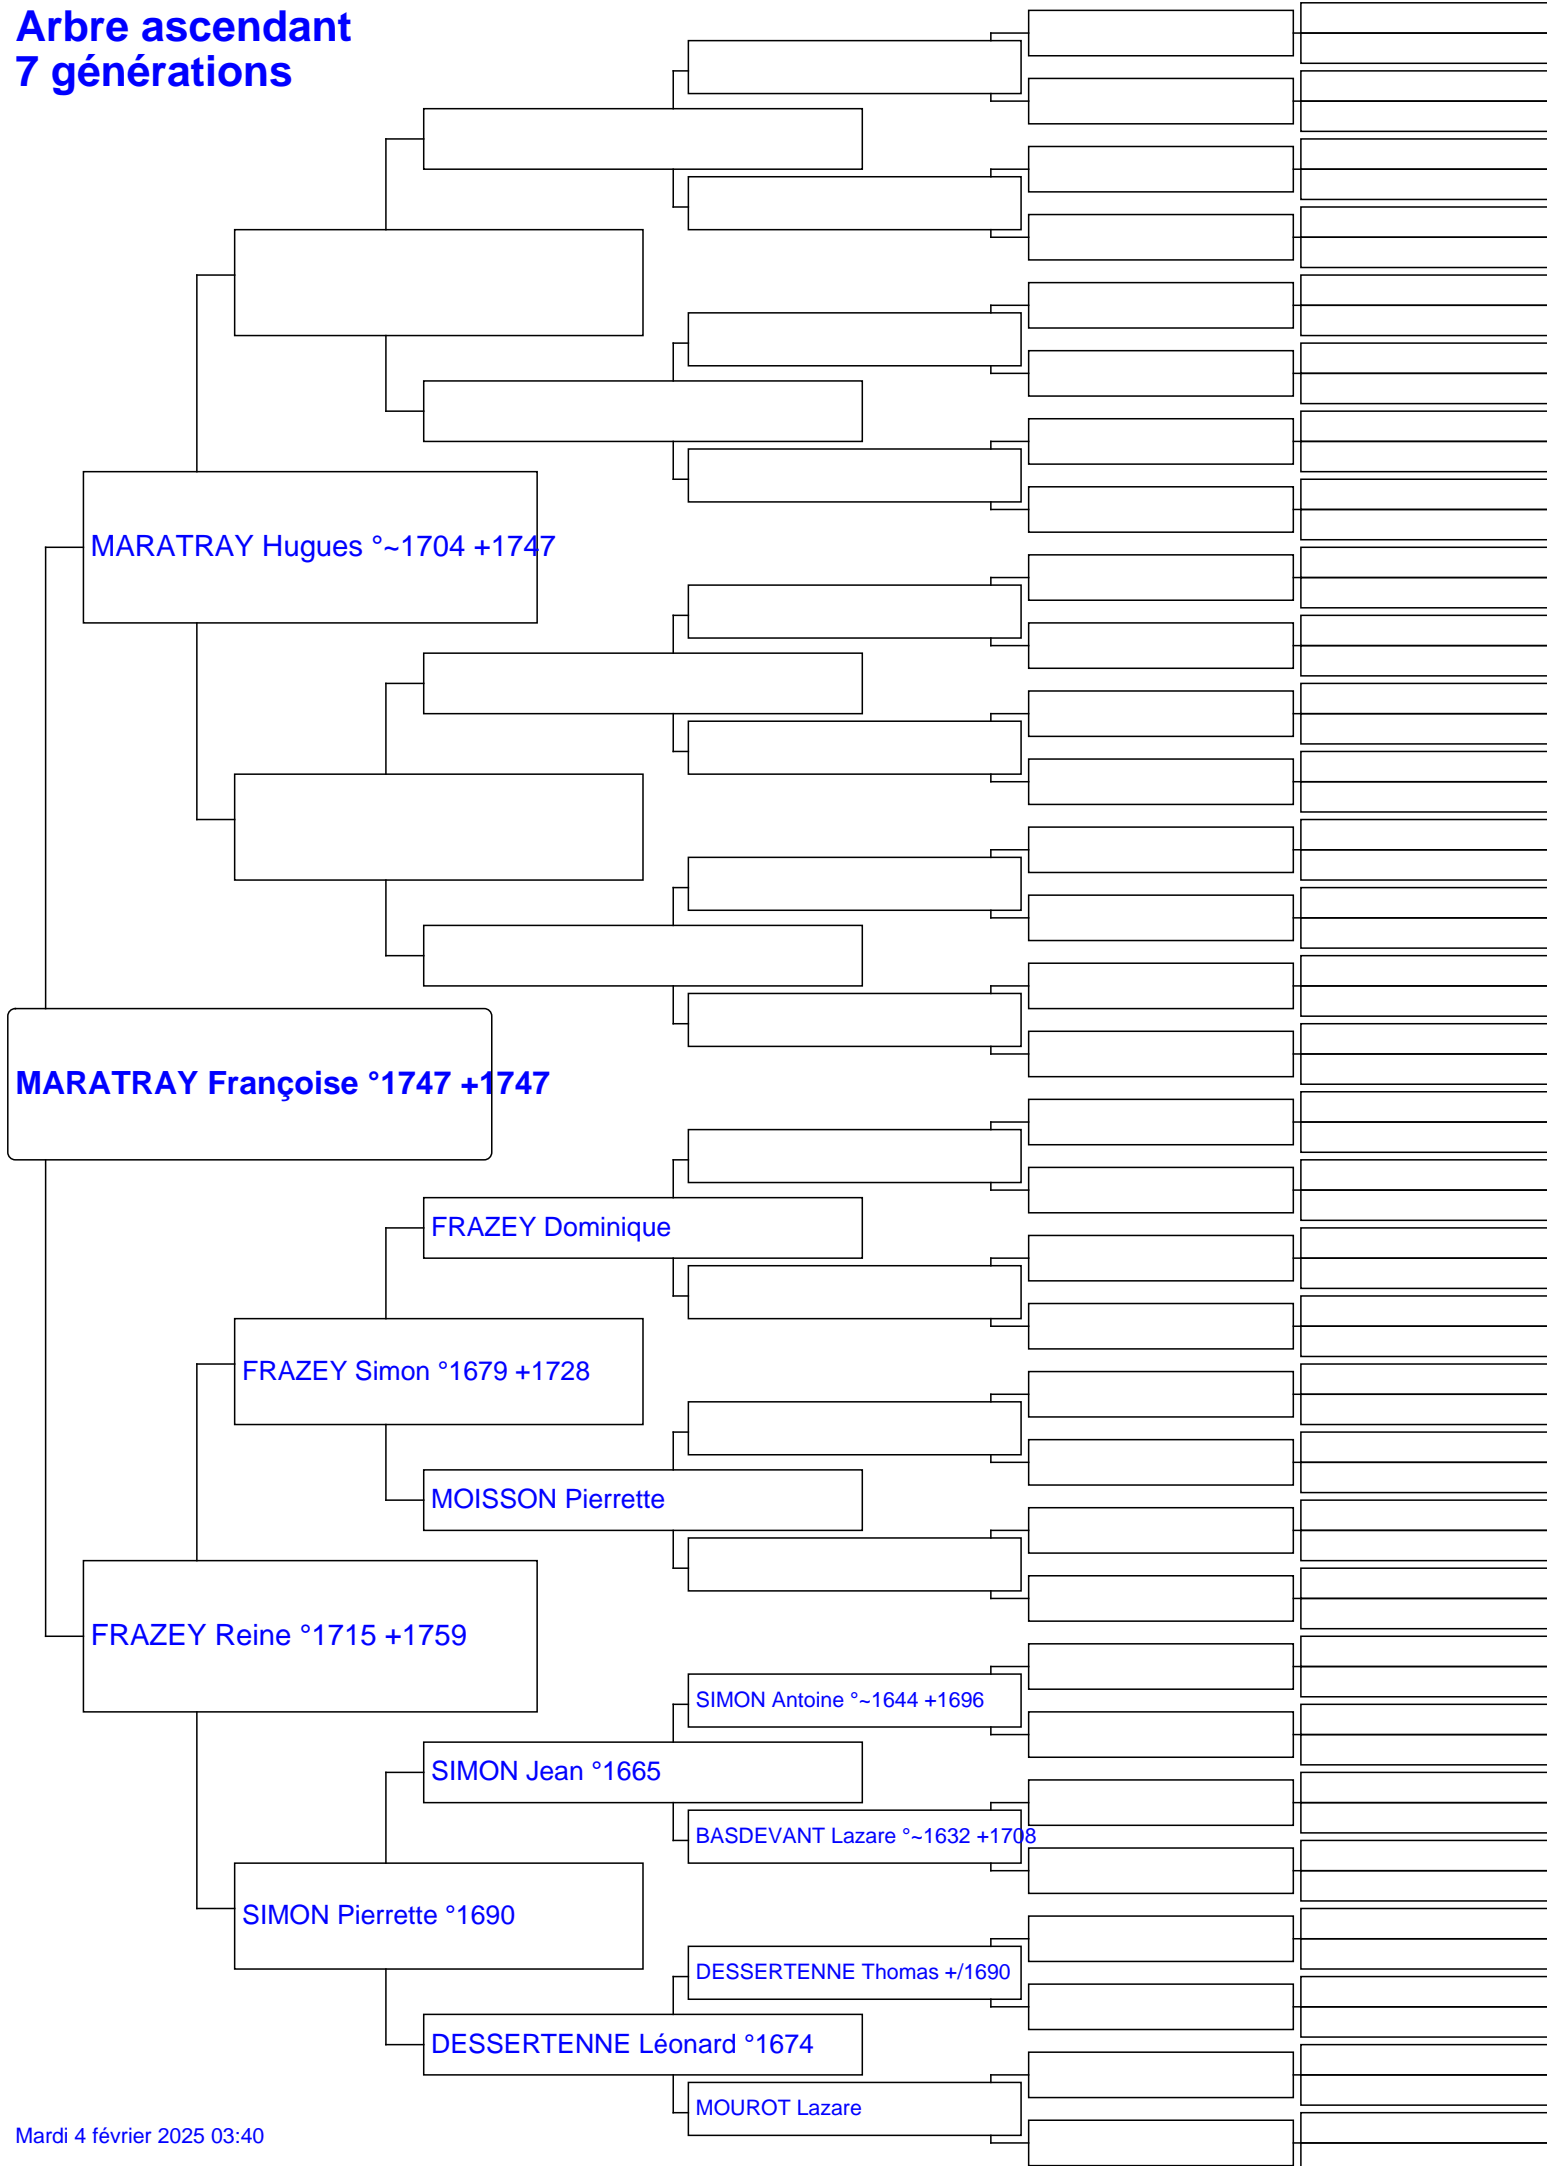 Arbre ascendant
7 générations
MARATRAY Hugues °~1704 +1747
MARATRAY Françoise °1747 +1747
FRAZEY Dominique
FRAZEY Simon °1679 +1728
MOISSON Pierrette
FRAZEY Reine °1715 +1759
SIMON Antoine °~1644 +1696
SIMON Jean °1665
BASDEVANT Lazare °~1632 +1708
SIMON Pierrette °1690
DESSERTENNE Thomas +/1690
DESSERTENNE Léonard °1674
MOUROT Lazare
Mardi 4 février 2025 03:40